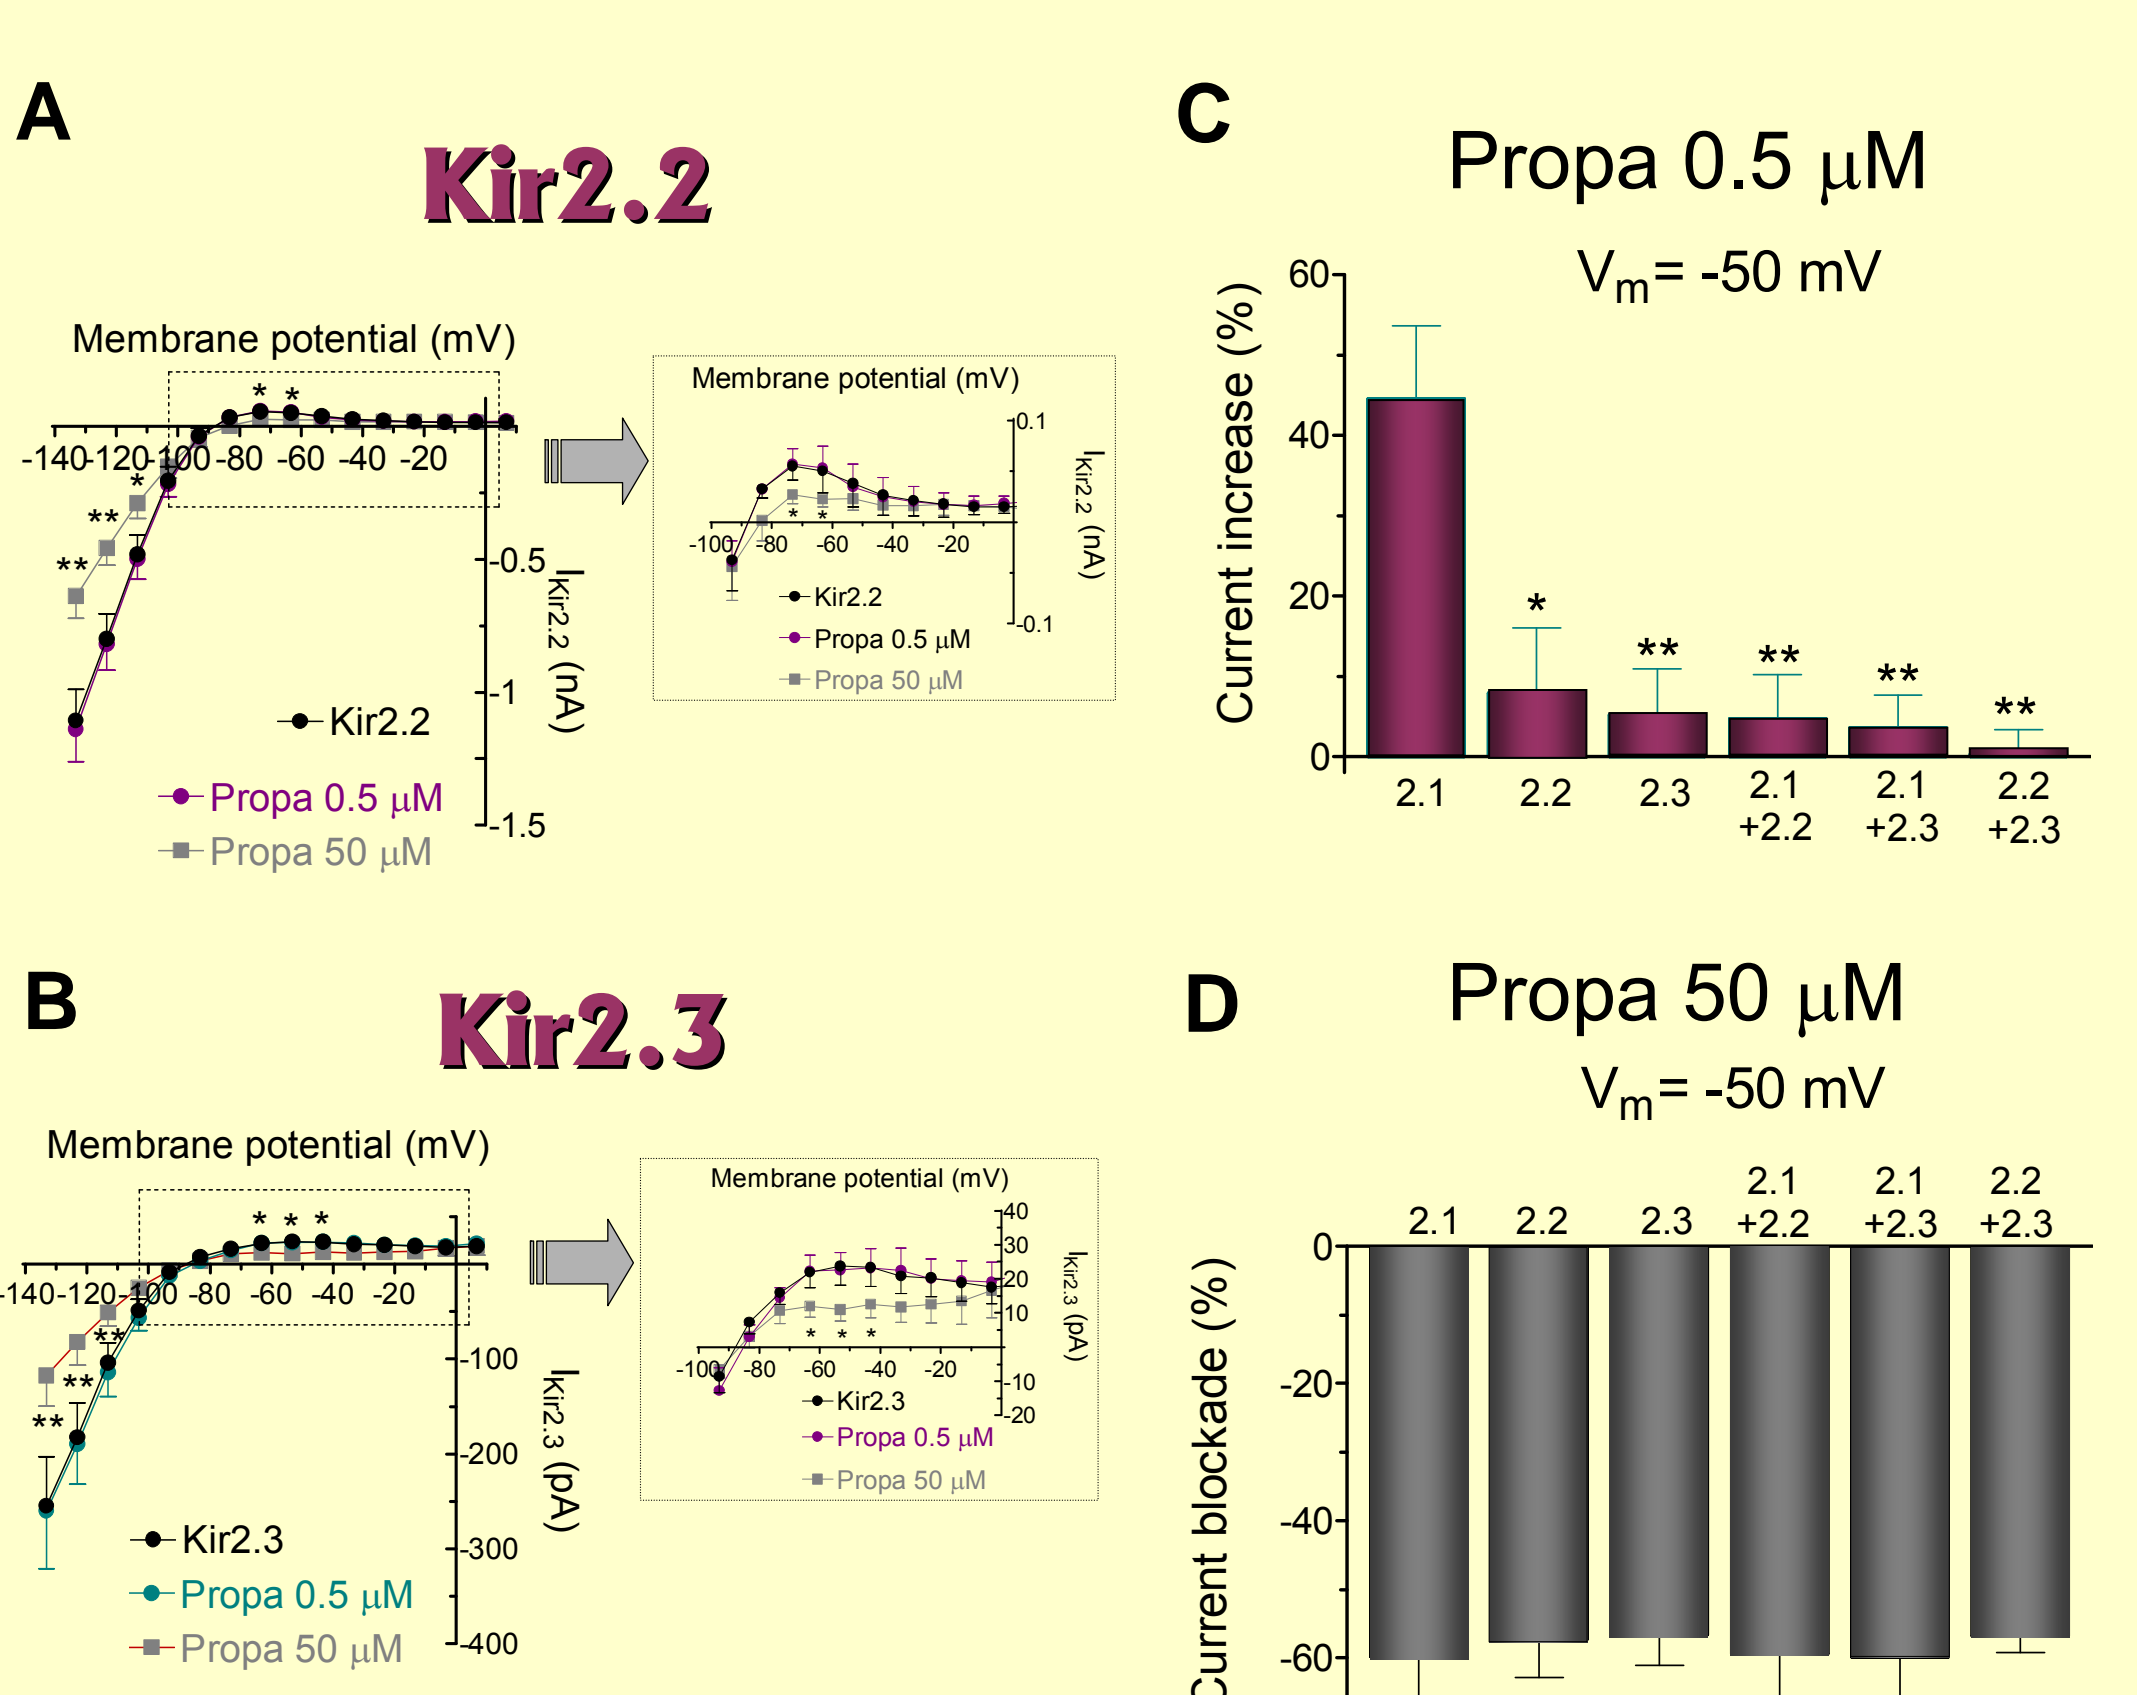 A
Kir2.2
Membrane potential (mV)
* *
-140 -120 -100 -80 -60 -40 -20
*
**
**
-0.5
-1
-1.5
I Kir2.2 (nA)
Kir2.2
Propa 0.5 µM
Propa 50 µM
Membrane potential (mV)
0.1
* *
-100 -80 -60 -40 -20
-0.1
I Kir2.2 (nA)
Kir2.2
Propa 0.5 µM
Propa 50 µM
B
Kir2.3
Membrane potential (mV)
* * *
-140 -120 -100 -80 -60 -40 -20
**
**
**
-100
-200
-300
-400
I Kir2.3 (pA)
Kir2.3
Propa 0.5 µM
Propa 50 µM
Membrane potential (mV)
40
30
20
10
* * *
-100 -80 -60 -40 -20
-10
-20
I Kir2.3 (pA)
Kir2.3
Propa 0.5 µM
Propa 50 µM
C
Propa 0.5 µM
Vm= -50 mV
Current increase (%)
60
40
20
0
* ** ** ** **
2.1 2.2 2.3 2.1 +2.2 2.1 +2.3 2.2 +2.3
D
Propa 50 µM
Vm= -50 mV
2.1 2.2 2.3 2.1 +2.2 2.1 +2.3 2.2 +2.3
Current blockade (%)
0
-20
-40
-60